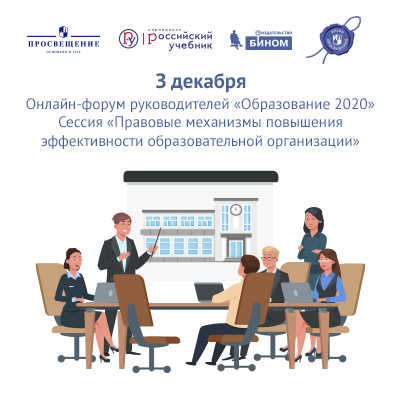 ПРОСВЕЩЕНИЕ
корпорация
Российский
учебник
ИЗДАТЕЛЬСТВО
БИНОМ
3 декабря
Онлайн-форум руководителей «Образование 2020»
Сессия «Правовые механизмы повышения
эффективности образовательной организации»